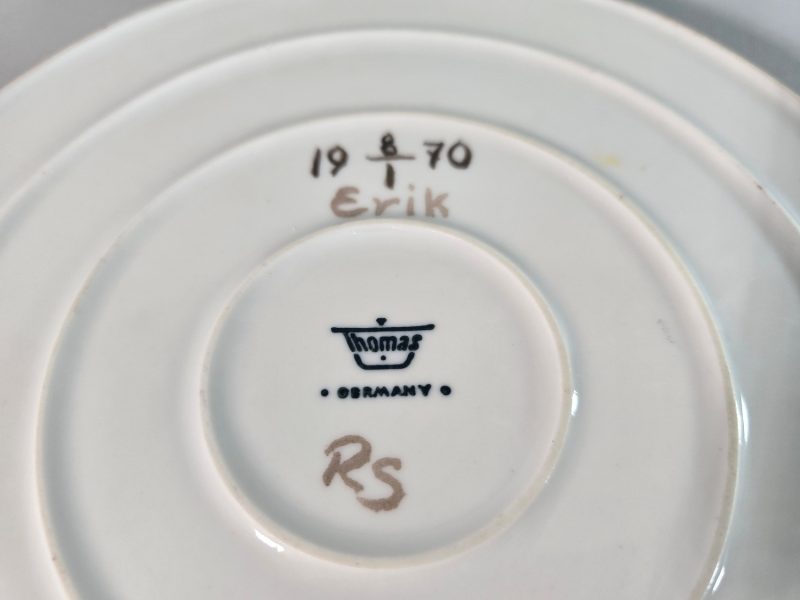 19 8/1 70
Erik
Thomas
• GERMANY •
RS